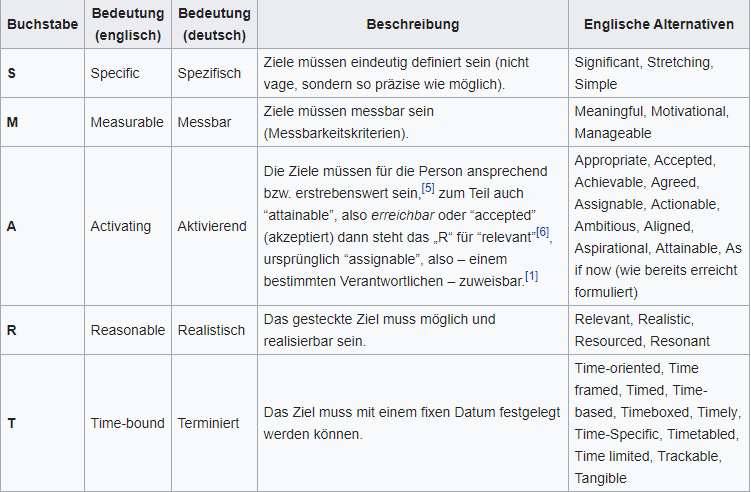 Buchstabe Bedeutung (englisch) Bedeutung (deutsch) Beschreibung Englische Alternativen
S Specific Spezifisch
Ziele müssen eindeutig definiert sein (nicht
vage, sondern so präzise wie möglich).
Significant, Stretching,
Simple
M Measurable Messbar
Ziele müssen messbar sein
(Messbarkeitskriterien).
Meaningful, Motivational,
Manageable
A Activating Aktivierend
Die Ziele müssen für die Person ansprechend
bzw. erstrebenswert sein,[5] zum Teil auch
“attainable”, also erreichbar oder “accepted”
(akzeptiert) dann steht das „R“ für “relevant”[6],
ursprünglich “assignable”, also – einem
bestimmten Verantwortlichen – zuweisbar.[1]
Appropriate, Accepted,
Achievable, Agreed,
Assignable, Actionable,
Ambitious, Aligned,
Aspirational, Attainable, As
if now (wie bereits erreicht
formuliert)
R Reasonable Realistisch
Das gesteckte Ziel muss möglich und
realisierbar sein.
Relevant, Realistic,
Resourced, Resonant
T Time-bound Terminiert
Das Ziel muss mit einem fixen Datum festgelegt
werden können.
Time-oriented, Time
framed, Timed, Time-
based, Timeboxed, Timely,
Time-Specific, Timetabled,
Time limited, Trackable,
Tangible